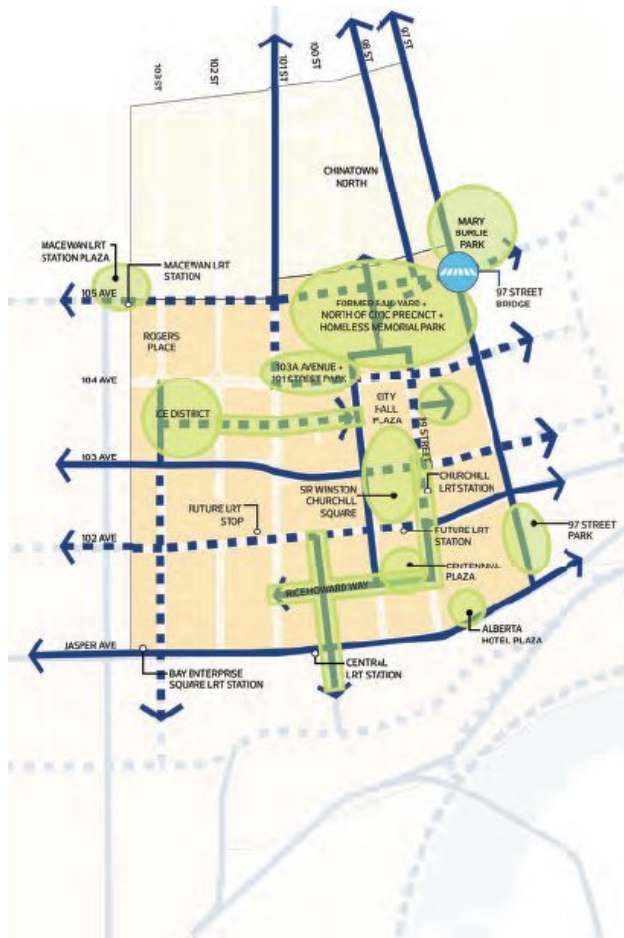 103 ST
102 ST
101 ST
100 ST
98 ST
97 ST
CHINATOWN
NORTH
MARY
BURLIE
PARK
MACEWAN LRT
STATION PLAZA
MACEWAN LRT
STATION
105 AVE
97 STREET
BRIDGE
FORMER RAIL YARD +
NORTH OF CIVIC PRECINCT +
HOMELESS MEMORIAL PARK
ROGERS
PLACE
103A AVENUE +
101 STREET PARK
104 AVE
ICE DISTRICT
CITY
HALL
PLAZA
STREET
103 AVE
CHURCHILL
LRT STATION
SIR WINSTON
CHURCHILL
SQUARE
FUTURE LRT
STOP
102 AVE
FUTURE LRT
STATION
97 STREET
PARK
CENTENNIAL
PLAZA
RICE HOWARD WAY
ALBERTA
HOTEL PLAZA
JASPER AVE
BAY ENTERPRISE
SQUARE LRT STATION
CENTRAL
LRT STATION